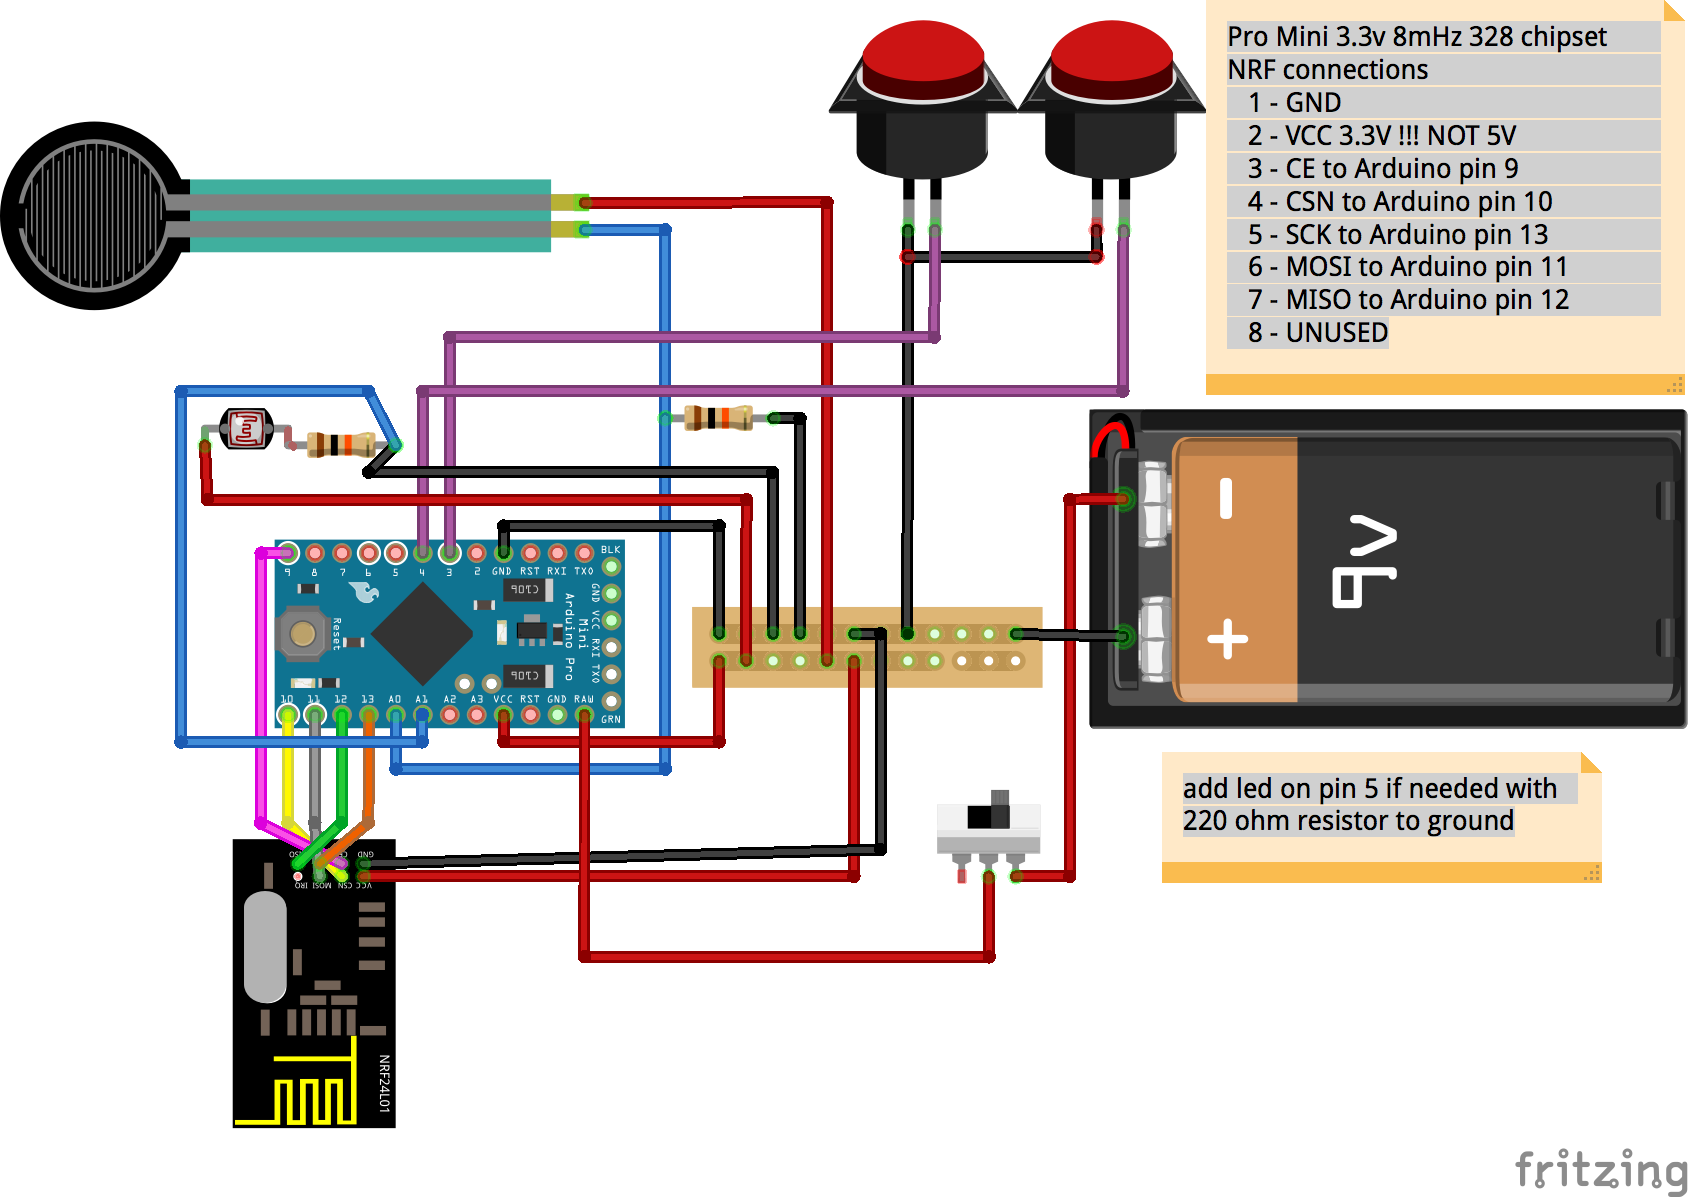 Pro Mini 3.3v 8mHz 328 chipset
NRF connections
1 - GND
2 - VCC 3.3V !!! NOT 5V
3 - CE to Arduino pin 9
4 - CSN to Arduino pin 10
5 - SCK to Arduino pin 13
6 - MOSI to Arduino pin 11
7 - MISO to Arduino pin 12
8 - UNUSED
- 9V +
BLK
9 8 7 6 5 4 3 2 GND RST RXI TXO
GND VCC RXI TXO
GRN
Arduino Pro
Mini
Reset
10 11 12 13 A0 A1 A2 A3 VCC RST GND RAW
add led on pin 5 if needed with
220 ohm resistor to ground
GND
IRQ MOSI CSN VCC
NRF24L01
fritzing